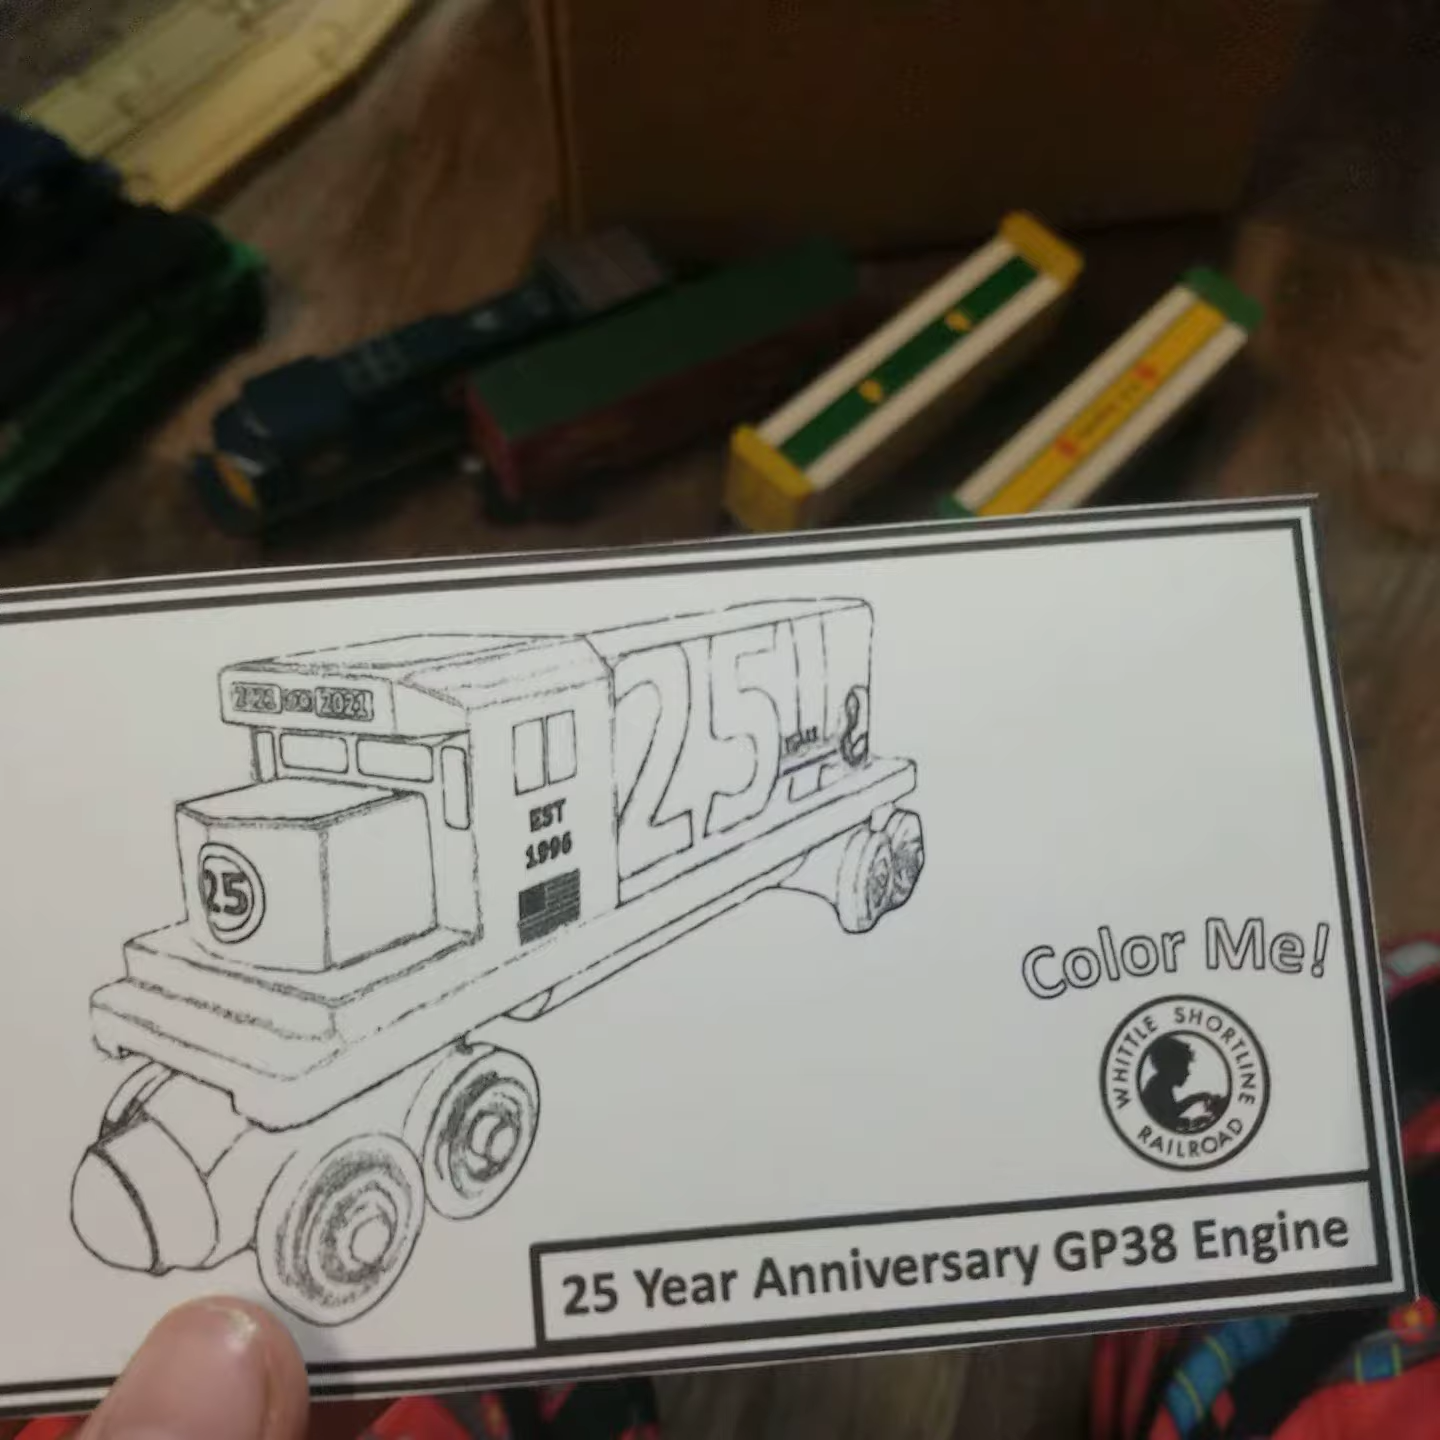 2021
25
EST
1996
25
Color Me!
WHITTLE SHORTLINE
RAILROAD
25 Year Anniversary GP38 Engine